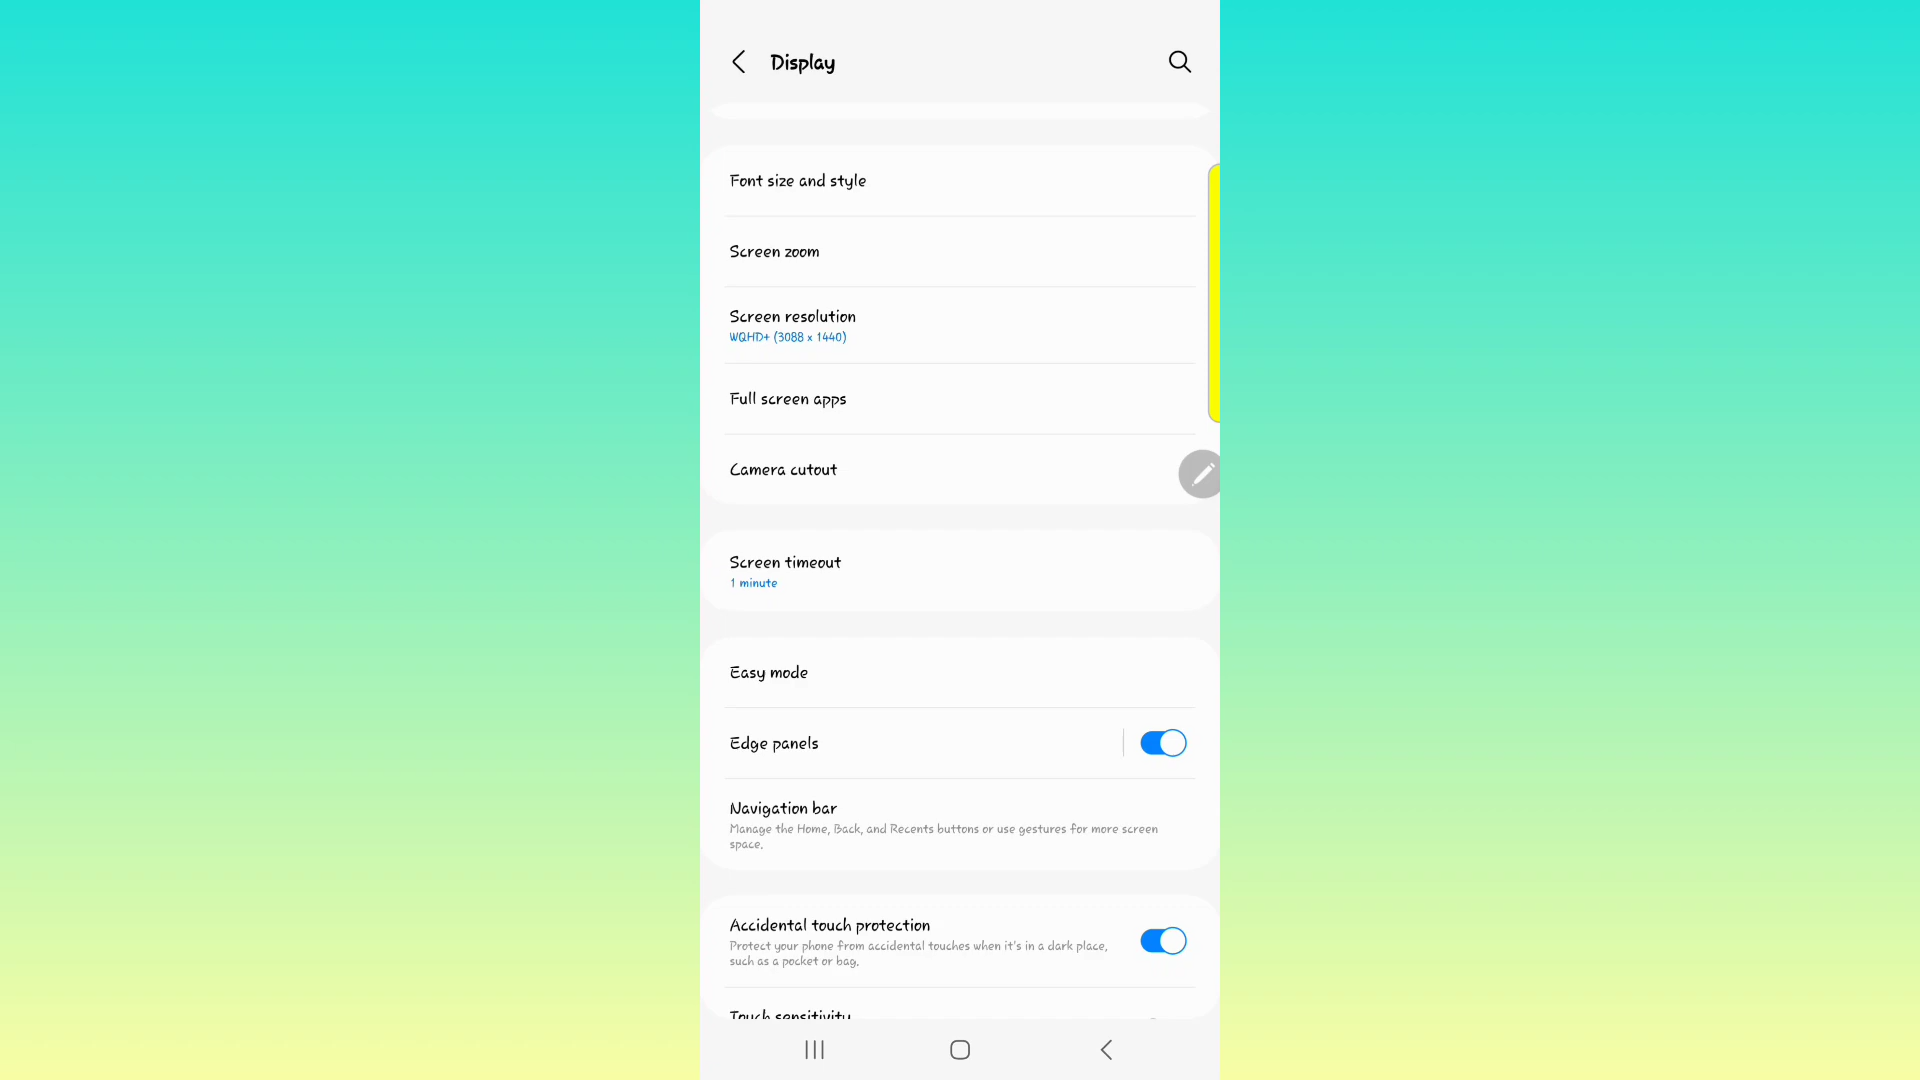 Display
Font size and style
Screen zoom
Screen resolution
WQHD+ (3088 x 1440)
Full screen apps
Camera cutout
Screen timeout
1 minute
Easy mode
Edge panels
Navigation bar
Manage the Home, Back, and Recents buttons or use gestures for more screen
space.
Accidental touch protection
Protect your phone from accidental touches when it's in a dark place,
such as a pocket or bag.
Touch sensitivity